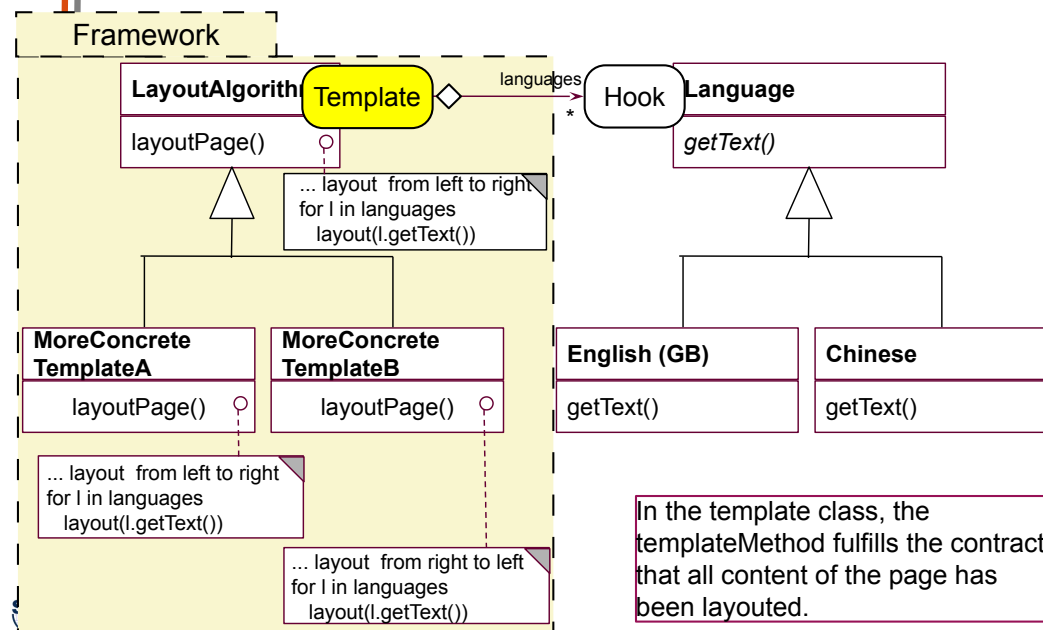 Framework
LayoutAlgorith
Template
languages
*
Hook
Language
layoutPage()
getText()
... layout from left to right
for l in languages
layout(l.getText())
MoreConcrete
TemplateA
layoutPage()
MoreConcrete
TemplateB
layoutPage()
English (GB)
getText()
Chinese
getText()
... layout from left to right
for l in languages
layout(l.getText())
... layout from right to left
for l in languages
layout(l.getText())
In the template class, the
templateMethod fulfills the contract
that all content of the page has
been layouted.